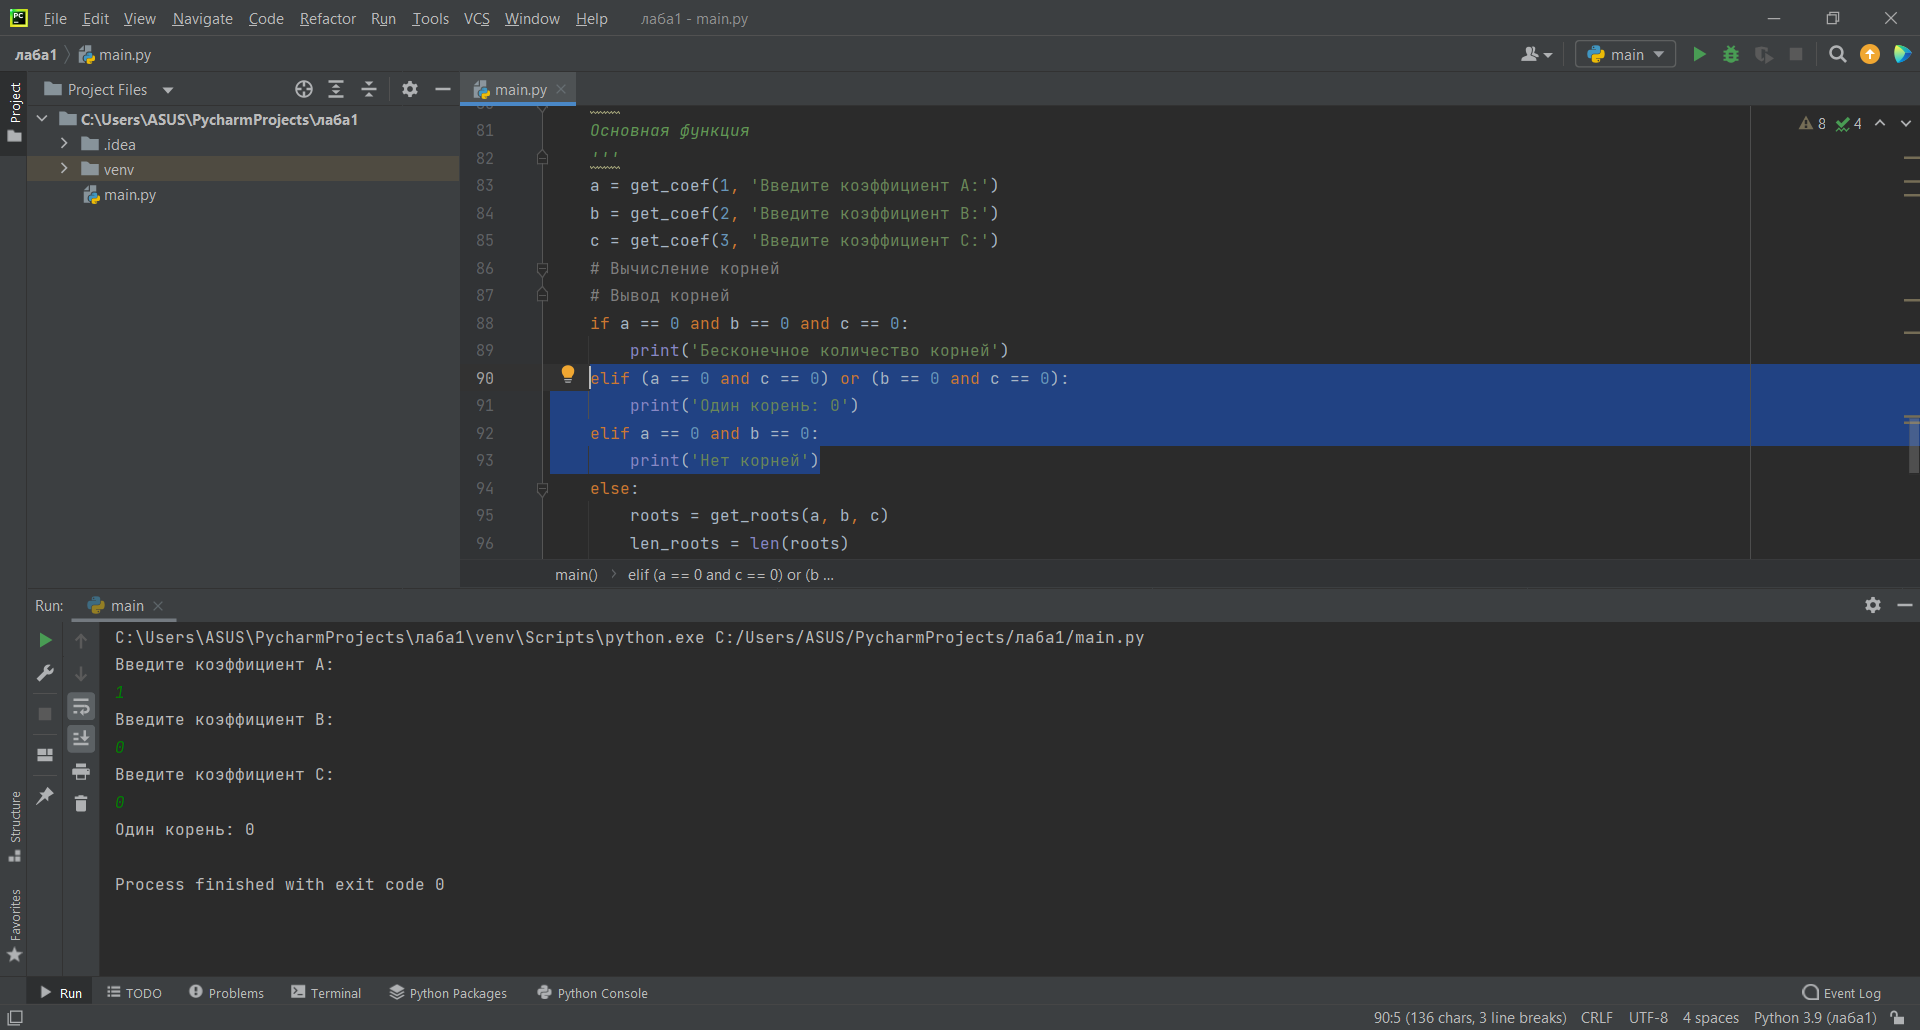 File Edit View Navigate Code Refactor Run Tools VCS Window Help лаба1 - main.py
лаба1 main.py main
Project
Project Files
main.py
C:\Users\ASUS\PycharmProjects\лаба1
.idea
venv
main.py
8 4
81 Основная функция
82 '''
83 a = get_coef(1, 'Введите коэффициент A:')
84 b = get_coef(2, 'Введите коэффициент B:')
85 c = get_coef(3, 'Введите коэффициент C:')
86 # Вычисление корней
87 # Вывод корней
88 if a == 0 and b == 0 and c == 0:
89 print('Бесконечное количество корней')
90 elif (a == 0 and c == 0) or (b == 0 and c == 0):
91 print('Один корень: 0')
92 elif a == 0 and b == 0:
93 print('Нет корней')
94 else:
95 roots = get_roots(a, b, c)
96 len_roots = len(roots)
main() elif (a == 0 and c == 0) or (b ...
Run: main
C:\Users\ASUS\PycharmProjects\лаба1\venv\Scripts\python.exe C:/Users/ASUS/PycharmProjects/лаба1/main.py
Введите коэффициент A:
1
Введите коэффициент B:
0
Введите коэффициент C:
0
Один корень: 0
Process finished with exit code 0
Structure
Favorites
Run TODO Problems Terminal Python Packages Python Console Event Log
90:5 (136 chars, 3 line breaks) CRLF UTF-8 4 spaces Python 3.9 (лаба1)